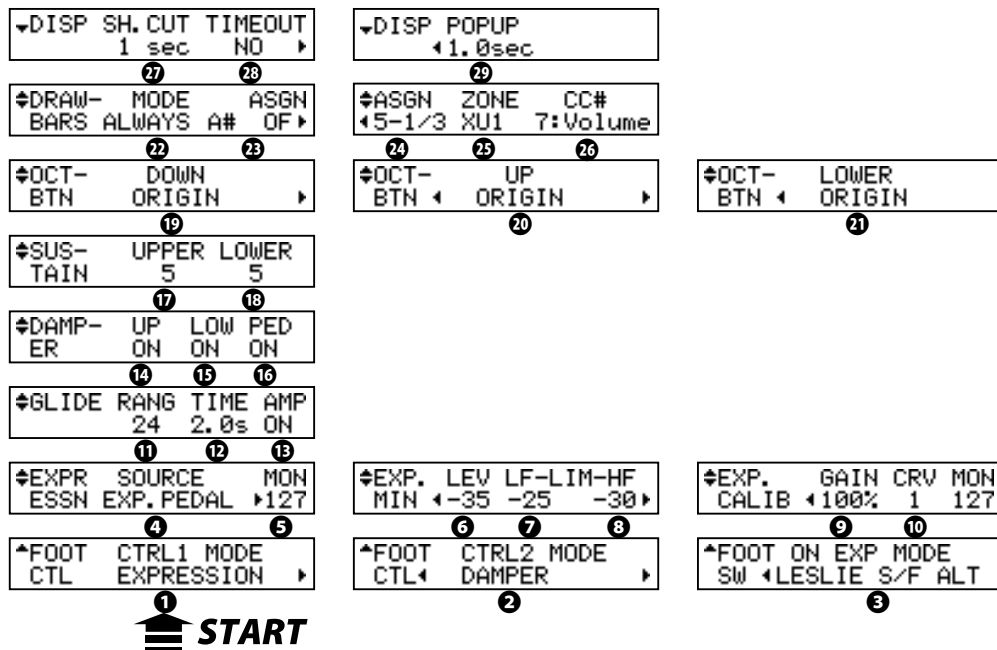 DISP SH.CUT TIMEOUT
1 sec NO
27 28
DISP POPUP
1.0sec
29
DRAW- MODE ASGN
BARS ALWAYS A# OF
22 23
ASGN ZONE CC#
5-1/3 XU1 7:Volume
24 25 26
OCT- DOWN
BTN ORIGIN
19
OCT- UP
BTN ORIGIN
20
OCT- LOWER
BTN ORIGIN
21
SUS- UPPER LOWER
TAIN 5 5
17 18
DAMP- UP LOW PED
ER ON ON ON
14 15 16
GLIDE RANG TIME AMP
24 2.0s ON
11 12 13
EXPR SOURCE MON
ESSN EXP.PEDAL 127
4 5
EXP. LEV LF-LIM-HF
MIN -35 -25 -30
6 7 8
EXP. GAIN CRV MON
CALIB 100% 1 127
9 10
FOOT CTRL1 MODE
CTL EXPRESSION
1
FOOT CTRL2 MODE
CTL DAMPER
2
FOOT ON EXP MODE
SW LESLIE S/F ALT
3
START